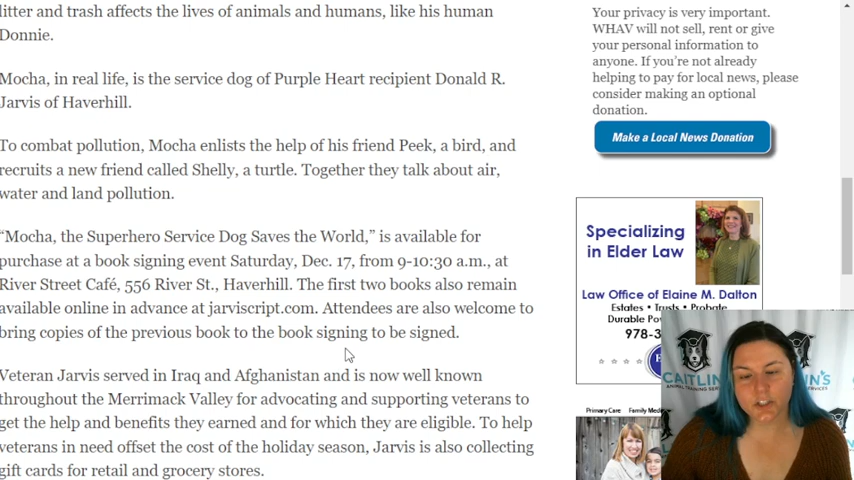 litter and trash affects the lives of animals and humans, like his human
Donnie.
Mocha, in real life, is the service dog of Purple Heart recipient Donald R.
Jarvis of Haverhill.
To combat pollution, Mocha enlists the help of his friend Peek, a bird, and
recruits a new friend called Shelly, a turtle. Together they talk about air,
water and land pollution.
“Mocha, the Superhero Service Dog Saves the World,” is available for
purchase at a book signing event Saturday, Dec. 17, from 9-10:30 a.m., at
River Street Café, 556 River St., Haverhill. The first two books also remain
available online in advance at jarviscript.com. Attendees are also welcome to
bring copies of the previous book to the book signing to be signed.
Veteran Jarvis served in Iraq and Afghanistan and is now well known
throughout the Merrimack Valley for advocating and supporting veterans to
get the help and benefits they earned and for which they are eligible. To help
veterans in need offset the cost of the holiday season, Jarvis is also collecting
gift cards for retail and grocery stores.
Your privacy is very important.
WHAV will not sell, rent or give
your personal information to
anyone. If you're not already
helping to pay for local news, please
consider making an optional
donation.
Make a Local News Donation
Specializing
in Elder Law
Law Office of Elaine M. Dalton
Estates • Trusts • Probate
Durable
978-3
Primary Care Family
CAITLIN